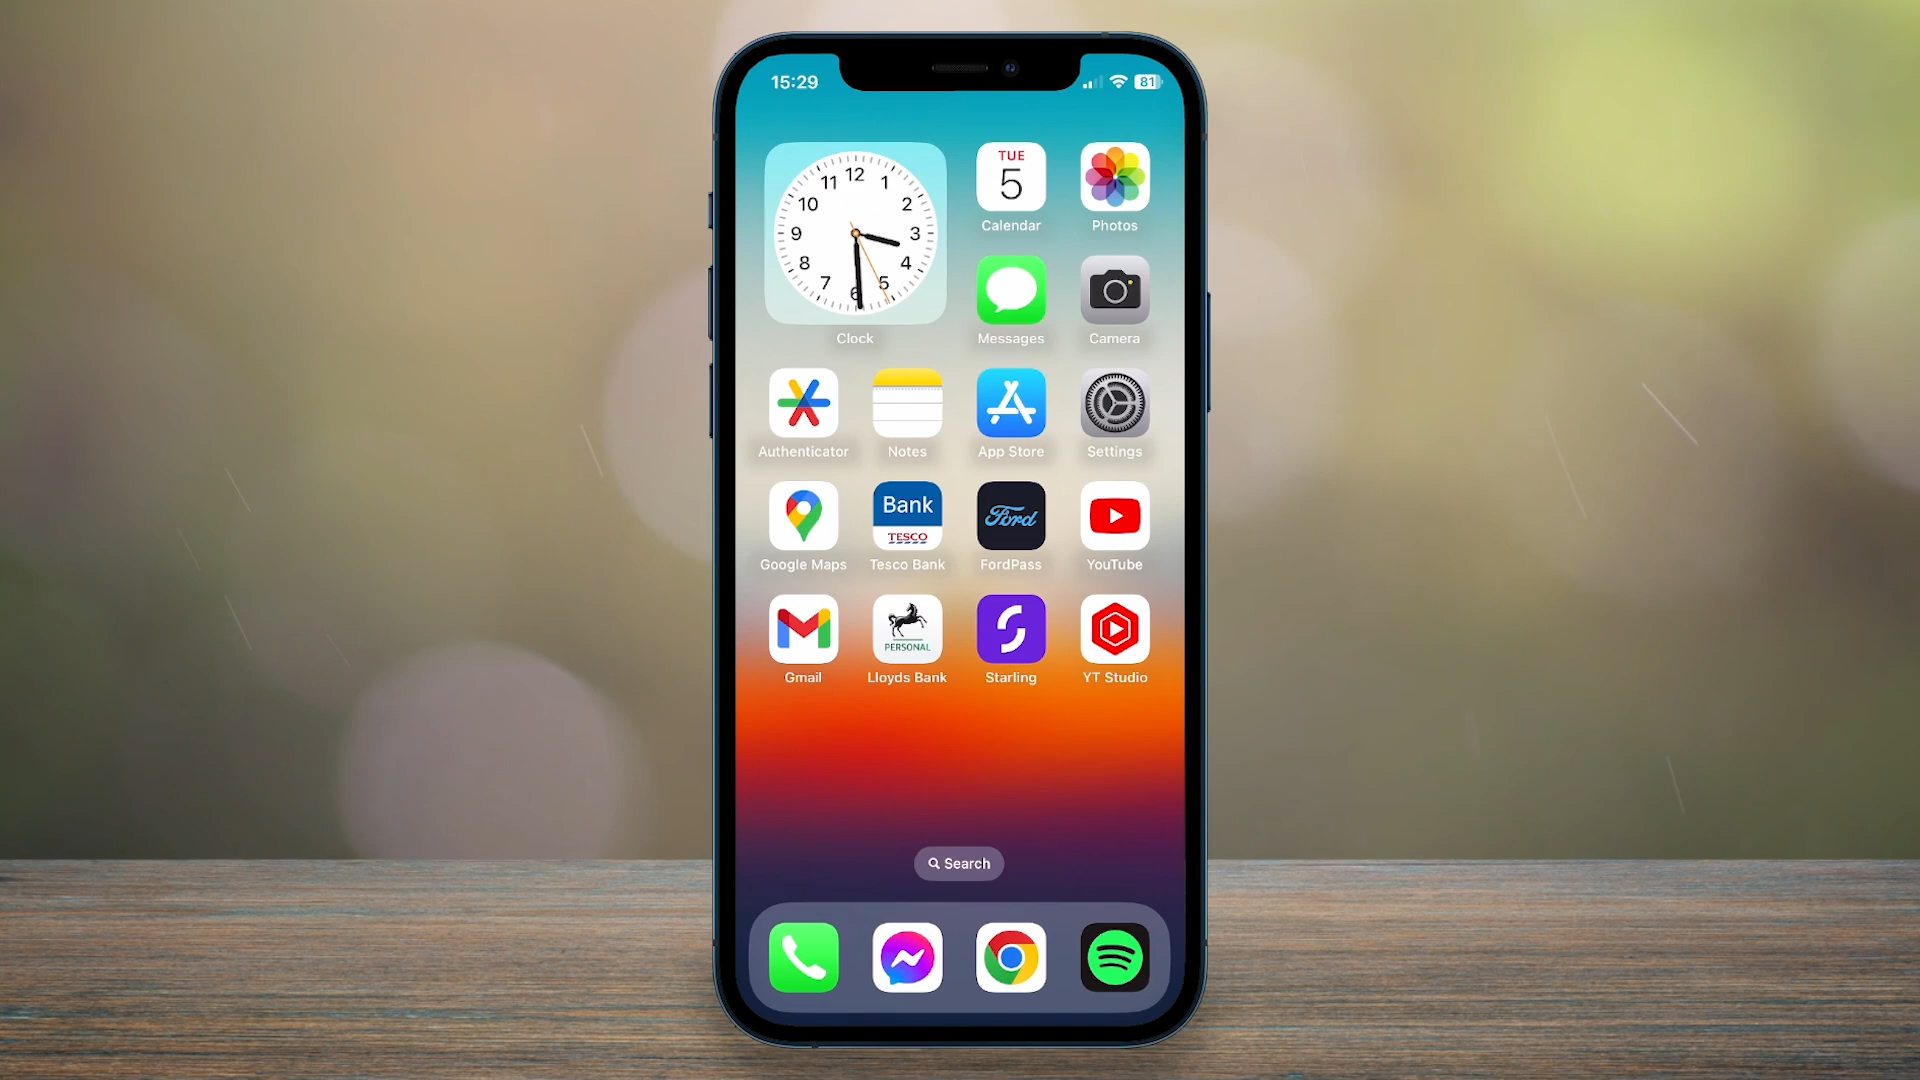 15:29
81
12
11
1
10
2
9
3
8
4
7
5
6
Clock
TUE
5
Calendar
Photos
Messages
Camera
Authenticator
Notes
App Store
Settings
Google Maps
Bank
TESCO
Tesco Bank
Ford
FordPass
YouTube
Gmail
PERSONAL
Lloyds Bank
Starling
YT Studio
Search